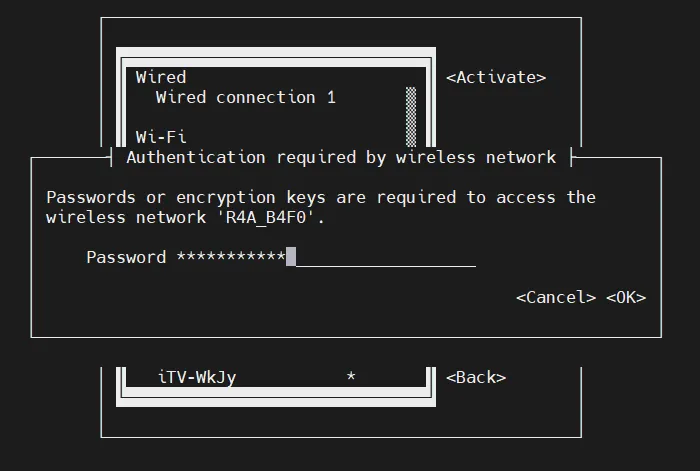 Wired
<Activate>
Wired connection 1
Wi-Fi
Authentication required by wireless network
Passwords or encryption keys are required to access the
wireless network 'R4A_B4F0'.
Password ***********
<Cancel> <OK>
iTV-WkJy *
<Back>